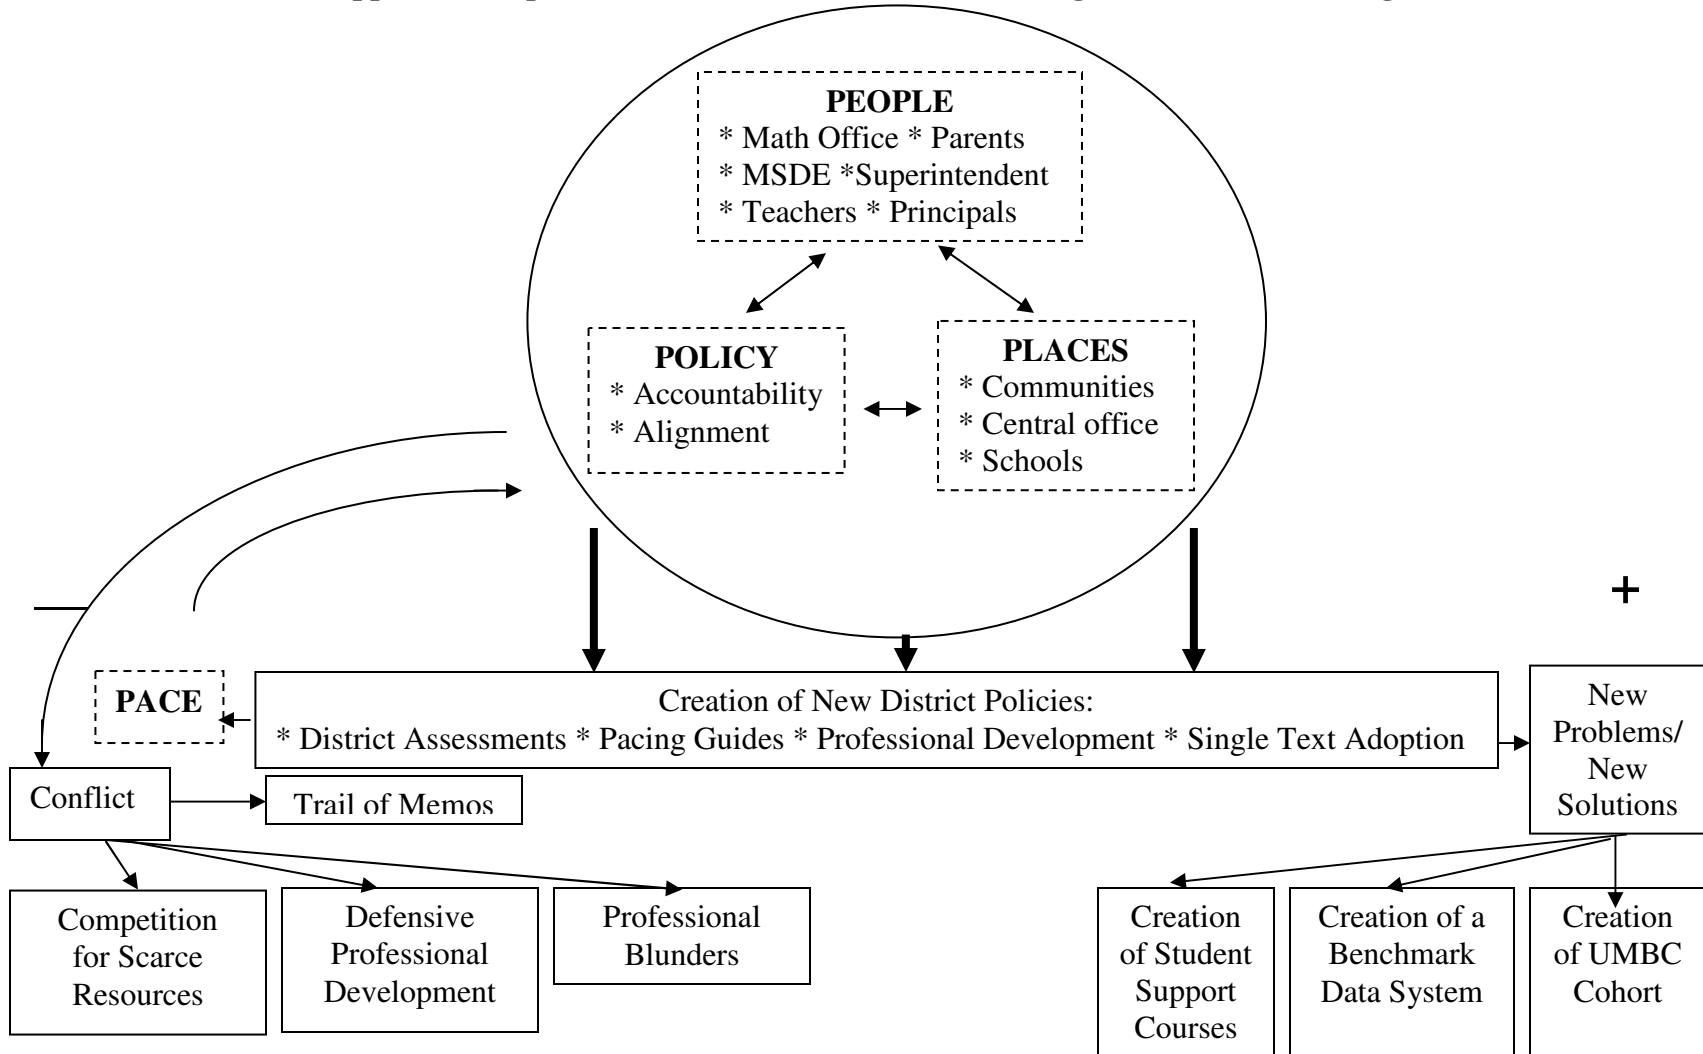 PEOPLE
* Math Office * Parents
* MSDE *Superintendent
* Teachers * Principals
POLICY
* Accountability
* Alignment
PLACES
* Communities
* Central office
* Schools
+
PACE
Creation of New District Policies:
* District Assessments * Pacing Guides * Professional Development * Single Text Adoption
New
Problems/
New
Solutions
Conflict
Trail of Memos
Competition
for Scarce
Resources
Defensive
Professional
Development
Professional
Blunders
Creation
of Student
Support
Courses
Creation of a
Benchmark
Data System
Creation
of UMBC
Cohort